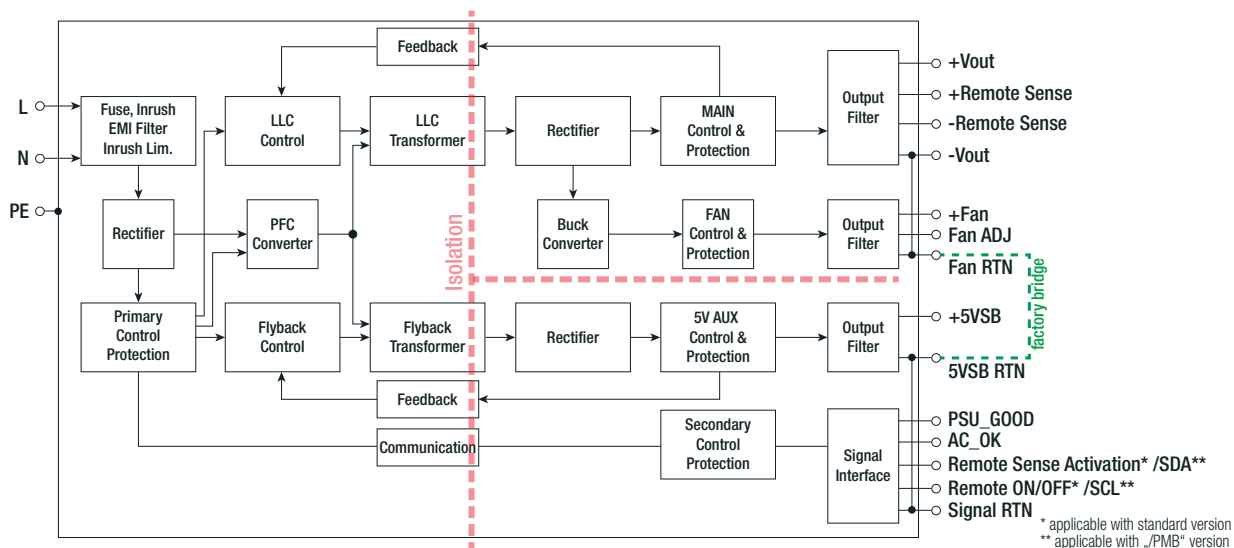 Feedback
+Vout
+Remote Sense
-Remote Sense
-Vout
L
N
PE
Fuse, Inrush
EMI Filter
Inrush Lim.
LLC
Control
LLC
Transformer
Rectifier
MAIN
Control &
Protection
Output
Filter
Rectifier
PFC
Converter
Isolation
Buck
Converter
FAN
Control &
Protection
Output
Filter
+Fan
Fan ADJ
Fan RTN
factory bridge
Primary
Control
Protection
Flyback
Control
Flyback
Transformer
Rectifier
5V AUX
Control &
Protection
Output
Filter
+5VSB
5VSB RTN
Feedback
Communication
Secondary
Control
Protection
Signal
Interface
PSU_GOOD
AC_OK
Remote Sense Activation* /SDA**
Remote ON/OFF* /SCL**
Signal RTN
* applicable with standard version
** applicable with „/PMB“ version